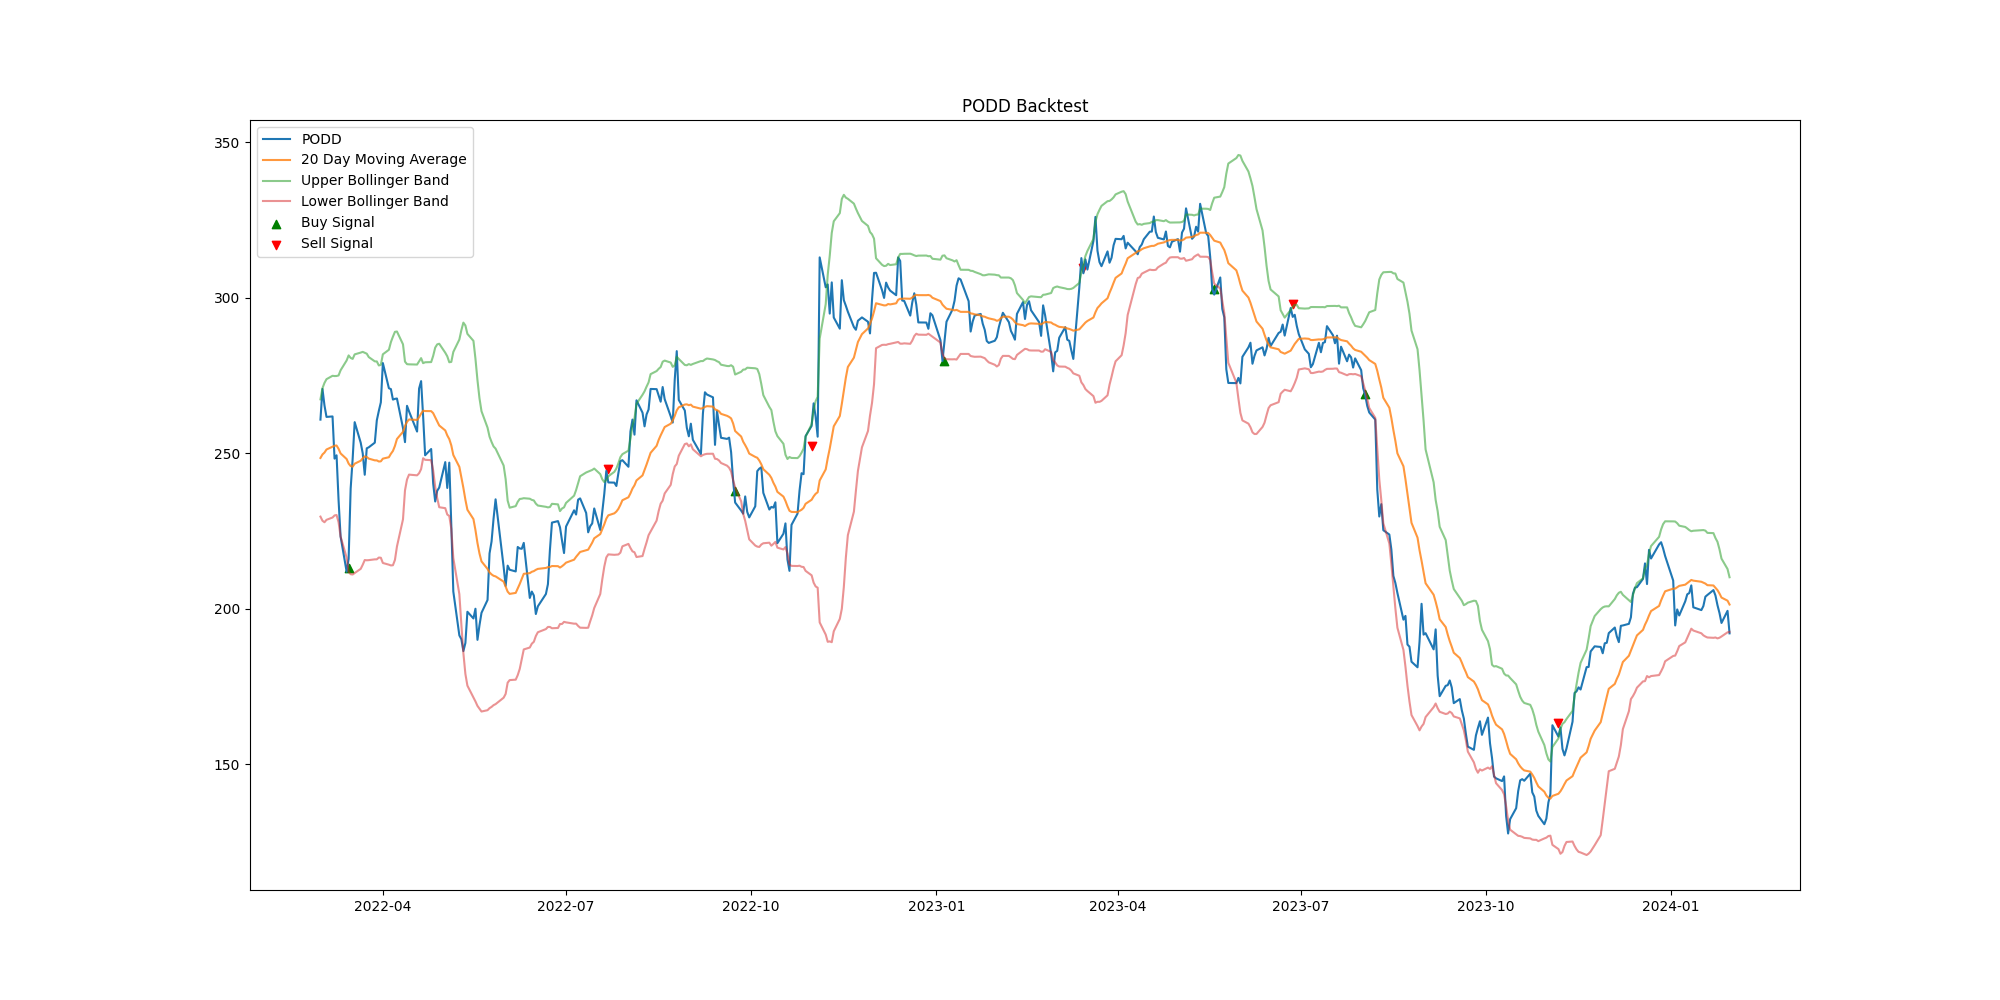 PODD Backtest
PODD
20 Day Moving Average
Upper Bollinger Band
Lower Bollinger Band
Buy Signal
Sell Signal
350
300
250
200
150
2022-04 2022-07 2022-10 2023-01 2023-04 2023-07 2023-10 2024-01